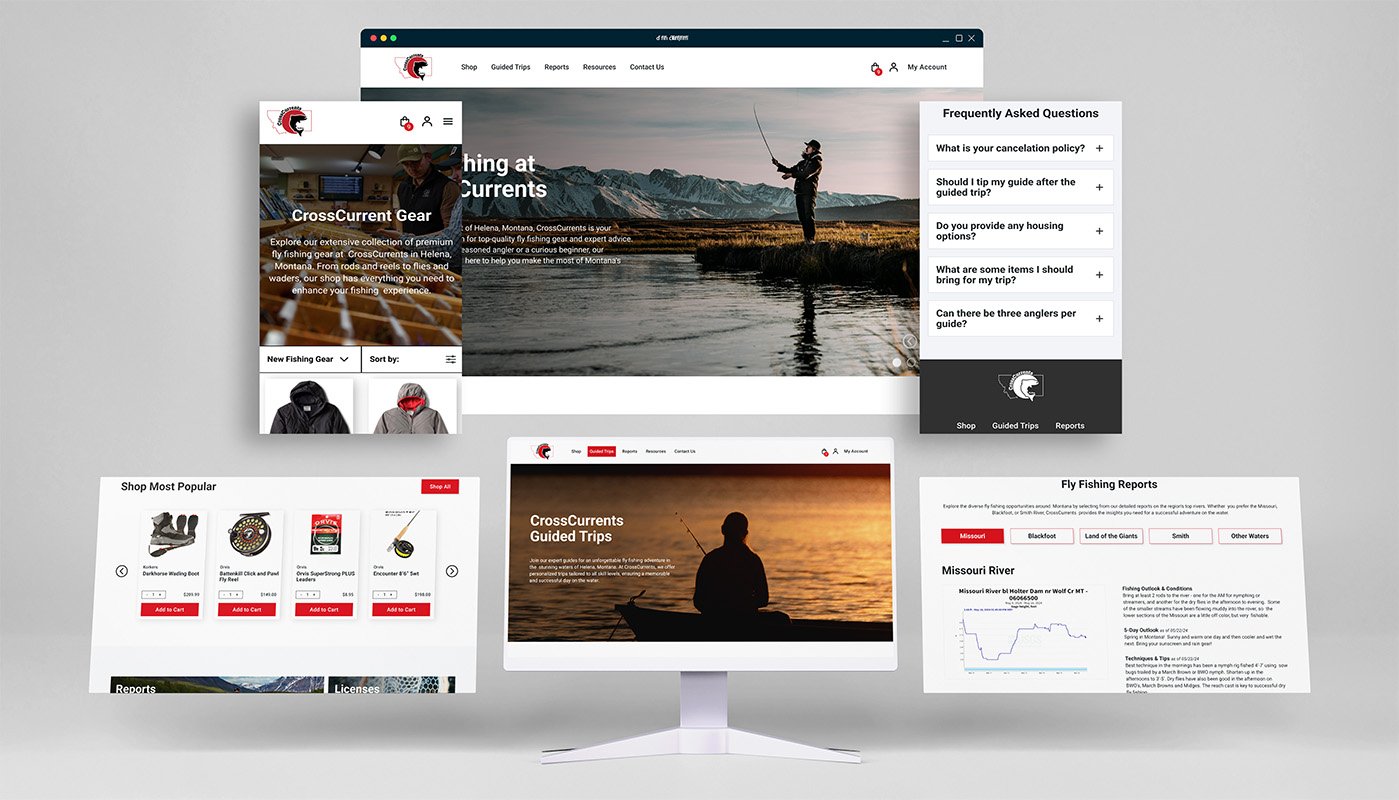 Shop
Guided Trips
Reports
Resources
Contact Us
9
My Account
hing at
Currents
t of Helena, Montana, CrossCurrents is your
n for top-quality fly fishing gear and expert advice.
easoned angler or a curious beginner, our
here to help you make the most of Montana's
CrossCurrents
9
CrossCurrent Gear
Explore our extensive collection of premium
fly fishing gear at CrossCurrents in Helena,
Montana. From rods and reels to flies and
waders, our shop has everything you need to
enhance your fishing experience.
New Fishing Gear
Sort by:
Frequently Asked Questions
What is your cancelation policy? +
Should I tip my guide after the
guided trip? +
Do you provide any housing
options? +
What are some items I should
bring for my trip? +
Can there be three anglers per
guide? +
CrossCurrents
Shop
Guided Trips
Reports
Shop Most Popular
Shop All
Korkers
Darkhorse Wading Boot
- 1 +
$209.99
Add to Cart
Orvis
Battenkill Click and Pawl
Fly Reel
- 1 +
$149.00
Add to Cart
ORVIS
Orvis
Orvis SuperStrong PLUS
Leaders
- 1 +
$8.95
Add to Cart
Orvis
Encounter 8'6" 5wt
- 1 +
$198.00
Add to Cart
Reports
Licenses
Shop
Guided Trips
Reports
Resources
Contact Us
My Account
CrossCurrents
Guided Trips
Join our expert guides for an unforgettable fly fishing adventure in
the stunning waters of Helena, Montana. At CrossCurrents, we offer
personalized trips tailored to all skill levels, ensuring a memorable
and successful day on the water.
Fly Fishing Reports
Explore the diverse fly fishing opportunities around Montana by selecting from our detailed reports on the region's top rivers. Whether you prefer the Missouri,
Blackfoot, or Smith River, CrossCurrents provides the insights you need for a successful adventure on the water.
Missouri
Blackfoot
Land of the Giants
Smith
Other Waters
Missouri River
Missouri River bl Holter Dam nr Wolf Cr MT -
06066500
Gage height, feet
USGS
Fishing Outlook & Conditions
Bring at least 2 rods to the river - one for the AM for nymphing or
streamers, and another for the dry flies in the afternoon to evening. Some
of the smaller streams have been flowing muddy into the river, so the
lower sections of the Missouri are a little off color, but very fishable.
5-Day Outlook as of 05/22/24
Spring in Montana! Sunny and warm one day and then cooler and wet the
next. Bring your sunscreen and rain gear!
Techniques & Tips as of 05/22/24
Best technique in the mornings has been a nymph rig fished 4'-7' using sow
bugs trailed by a March Brown or BWO nymph. Shorten-up in the
afternoons to 3'-5'. Dry flies have also been good in the afternoon on
BWO's, March Browns and Midges. The reach cast is key to successful dry
fly fishing